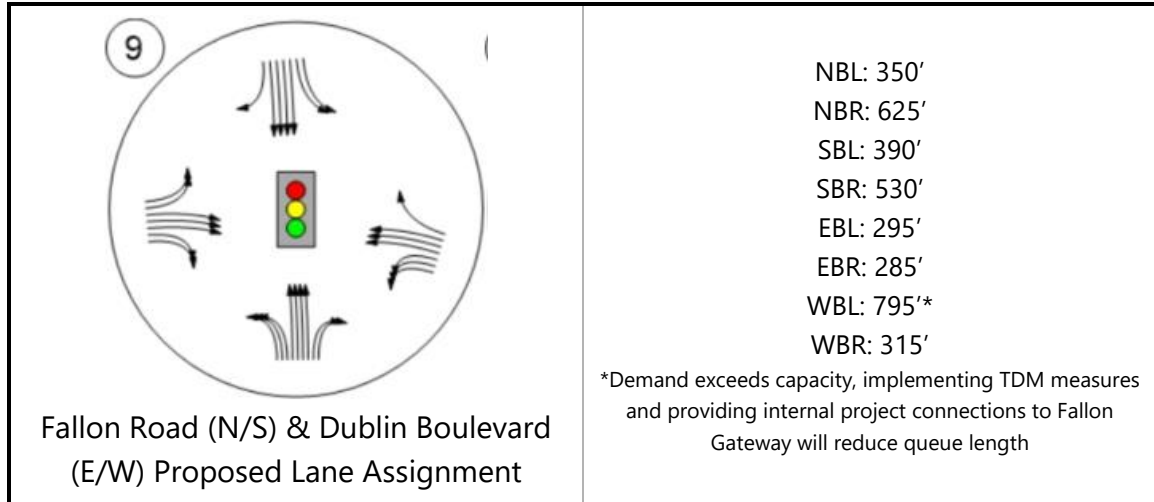 9
Fallon Road (N/S) & Dublin Boulevard
(E/W) Proposed Lane Assignment
NBL: 350’
NBR: 625’
SBL: 390’
SBR: 530’
EBL: 295’
EBR: 285’
WBL: 795’*
WBR: 315’
*Demand exceeds capacity, implementing TDM measures
and providing internal project connections to Fallon
Gateway will reduce queue length